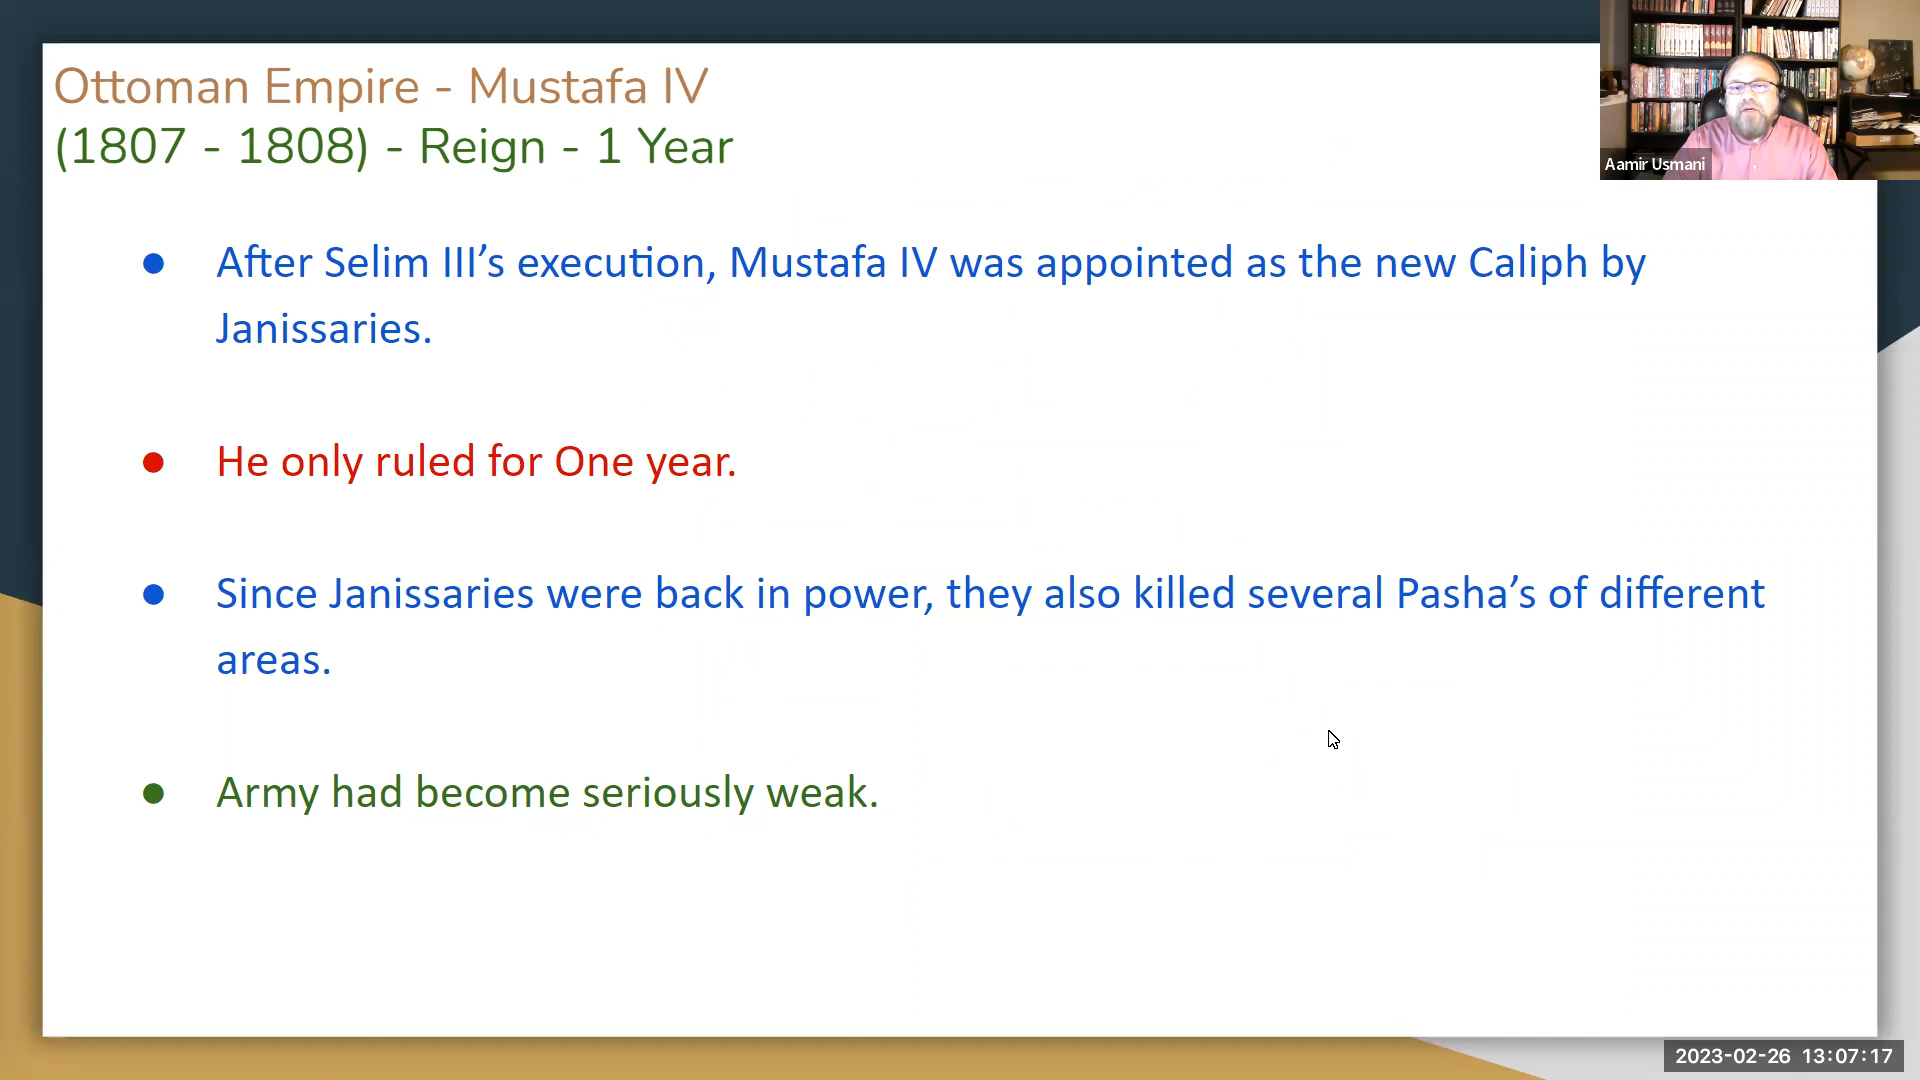 Ottoman Empire - Mustafa IV
(1807 - 1808) - Reign - 1 Year
Aamir Usmani
● After Selim III’s execution, Mustafa IV was appointed as the new Caliph by
Janissaries.
● He only ruled for One year.
● Since Janissaries were back in power, they also killed several Pasha’s of different
areas.
● Army had become seriously weak.
2023-02-26 13:07:17